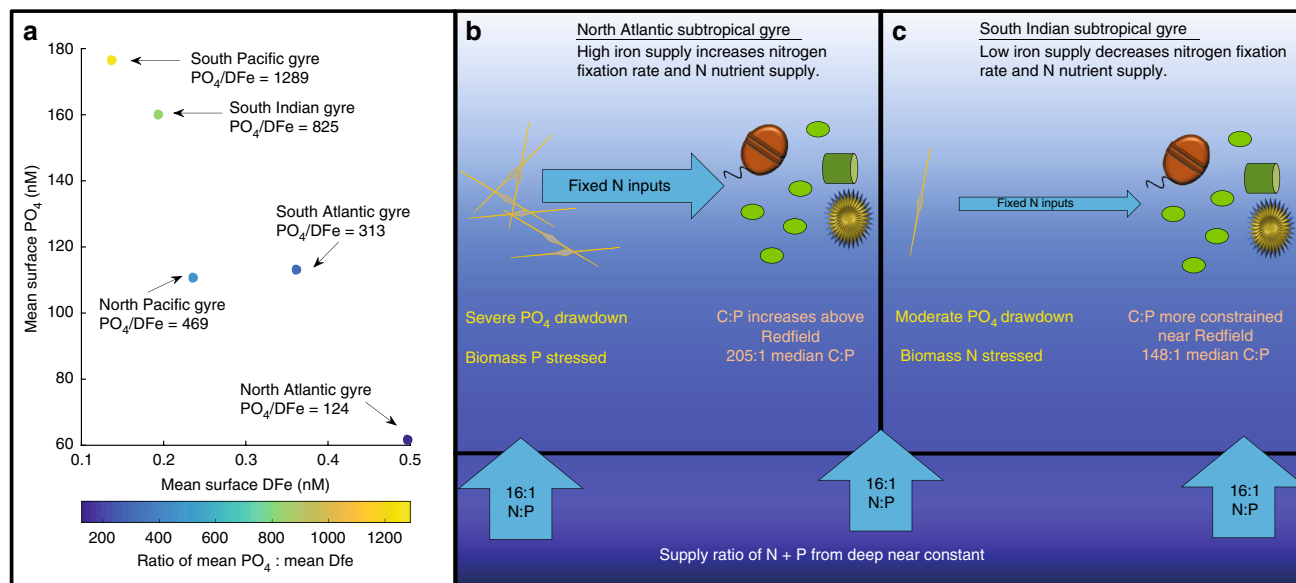 a
180
160
140
120
100
80
60
Mean surface PO4 (nM)
South Pacific gyre
PO4/DFe = 1289
South Indian gyre
PO4/DFe = 825
South Atlantic gyre
PO4/DFe = 313
North Pacific gyre
PO4/DFe = 469
North Atlantic gyre
PO4/DFe = 124
0.1 0.2 0.3 0.4 0.5
Mean surface DFe (nM)
200 400 600 800 1000 1200
Ratio of mean PO4 : mean Dfe
b
North Atlantic subtropical gyre
High iron supply increases nitrogen
fixation rate and N nutrient supply.
Fixed N inputs
Severe PO4 drawdown
Biomass P stressed
C:P increases above
Redfield
205:1 median C:P
c
South Indian subtropical gyre
Low iron supply decreases nitrogen fixation
rate and N nutrient supply.
Fixed N inputs
Moderate PO4 drawdown
Biomass N stressed
C:P more constrained
near Redfield
148:1 median C:P
16:1
N:P
16:1
N:P
16:1
N:P
Supply ratio of N + P from deep near constant